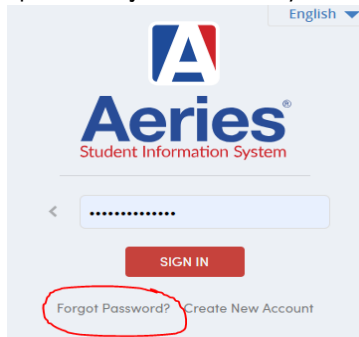 English
Aeries®
Student Information System
••••••••••••••
SIGN IN
Forgot Password? Create New Account